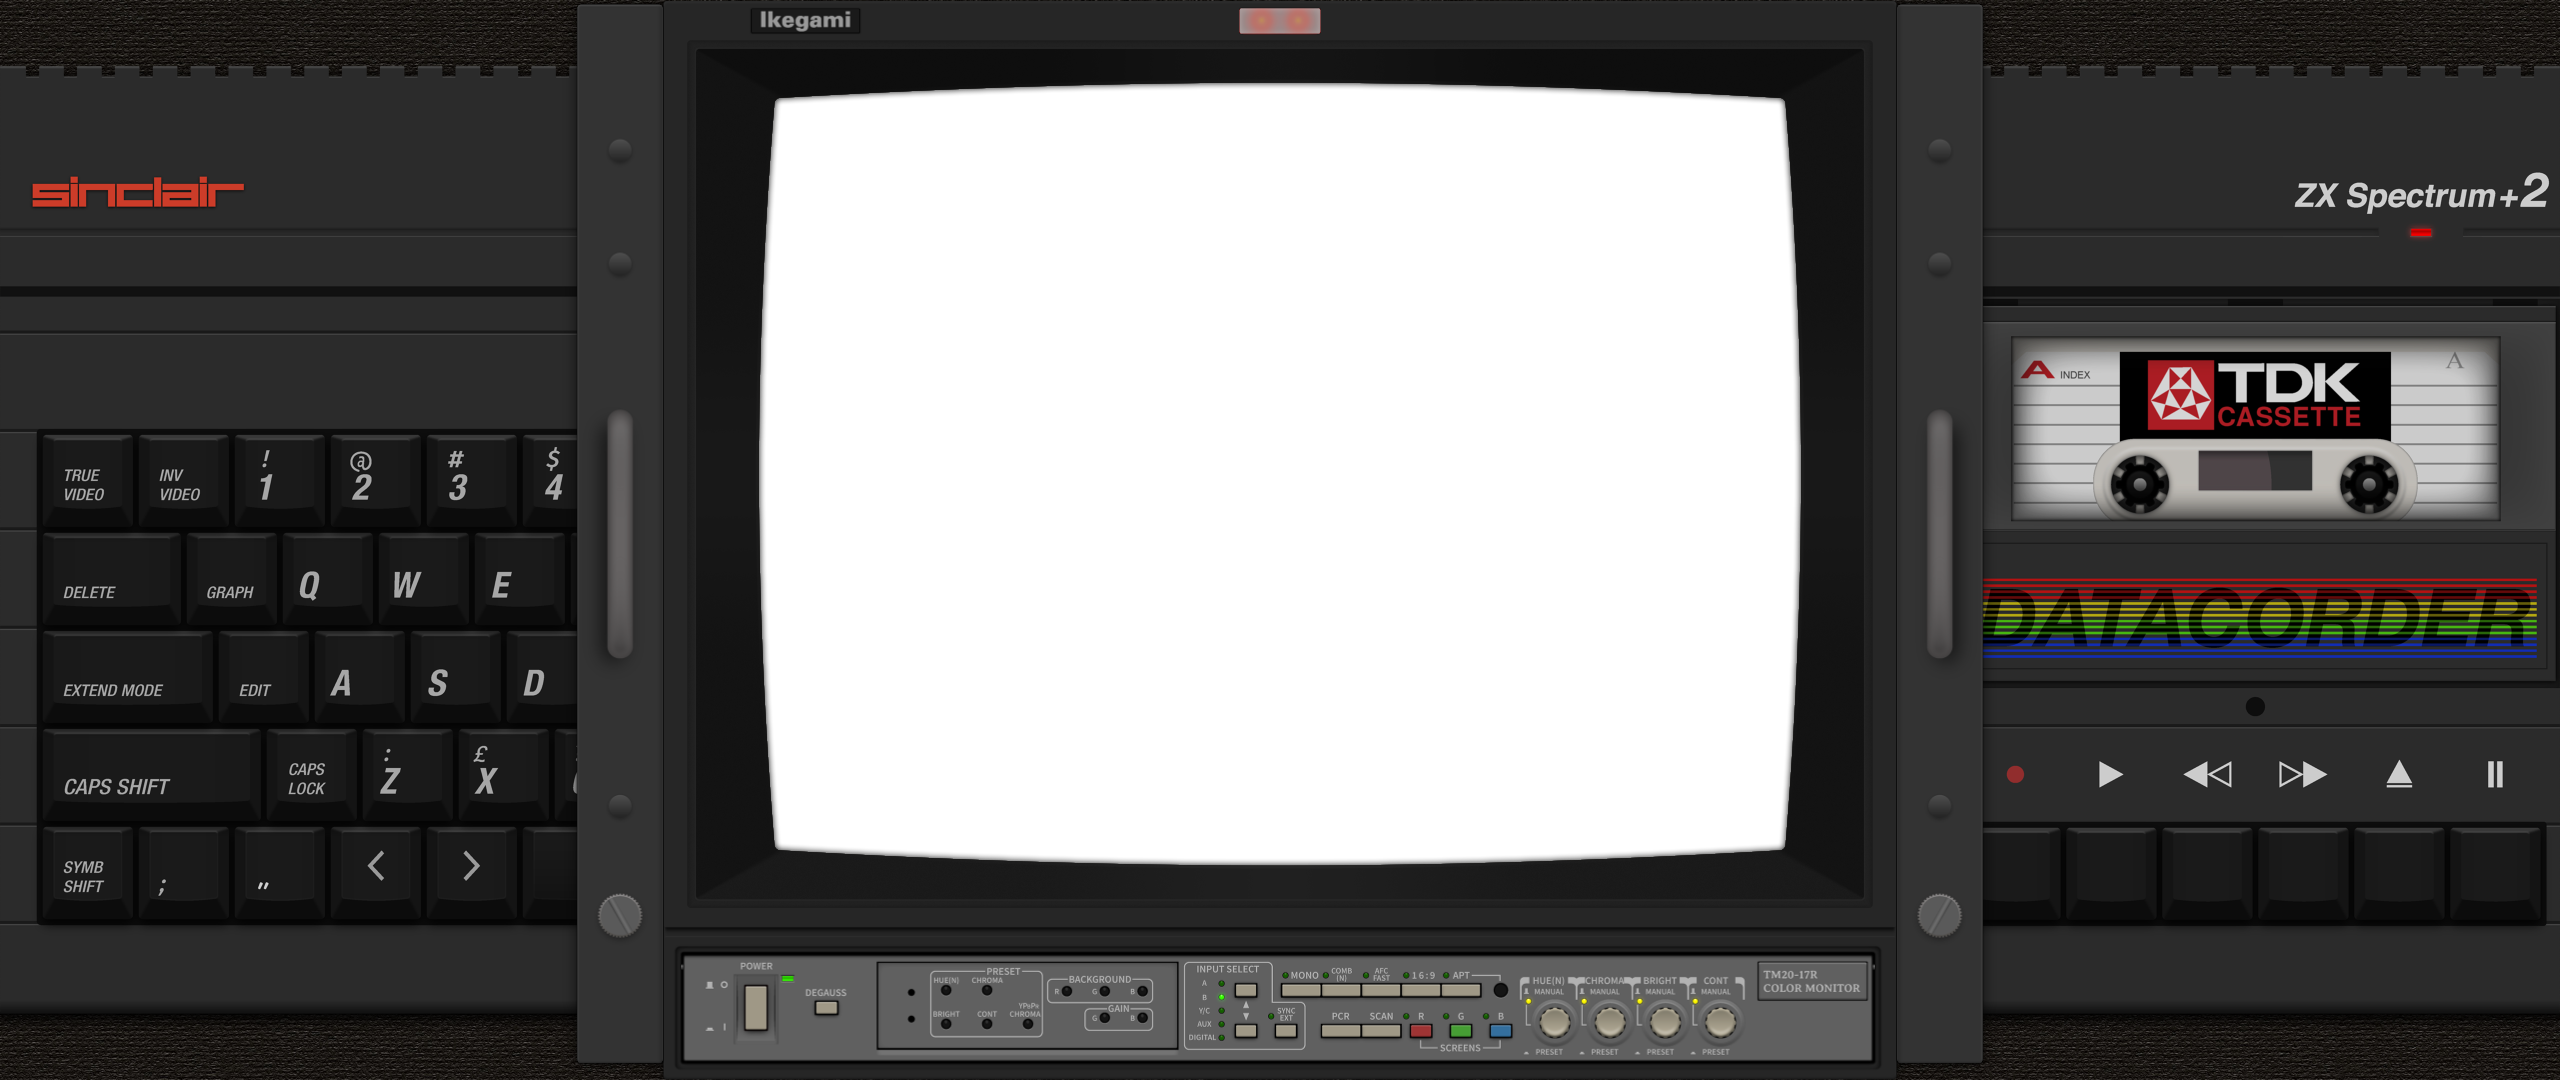 Ikegami
sinclair
ZX Spectrum+2
TRUE VIDEO
INV VIDEO
! 1
@ 2
# 3
$ 4
DELETE
GRAPH
Q
W
E
EXTEND MODE
EDIT
A
S
D
CAPS SHIFT
CAPS LOCK
: Z
£ X
SYMB SHIFT
;
"
<
>
A INDEX
A
TDK
CASSETTE
DATACORDER
POWER
DEGAUSS
PRESET
HUE(N)
CHROMA
BRIGHT
CONT
YPBPR CHROMA
BACKGROUND
R
G
B
GAIN
G
B
INPUT SELECT
A
B
Y/C
AUX
DIGITAL
SYNC EXT
MONO
COMB (N)
AFC FAST
16:9
APT
PCR
SCAN
R
G
B
SCREENS
HUE(N)
MANUAL
PRESET
CHROMA
MANUAL
PRESET
BRIGHT
MANUAL
PRESET
CONT
MANUAL
PRESET
TM20-17R
COLOR MONITOR